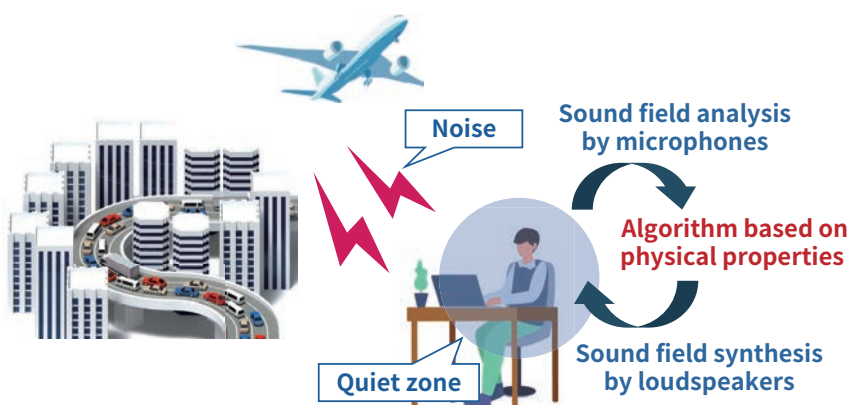 Noise
Sound field analysis
by microphones
Algorithm based on
physical properties
Sound field synthesis
by loudspeakers
Quiet zone